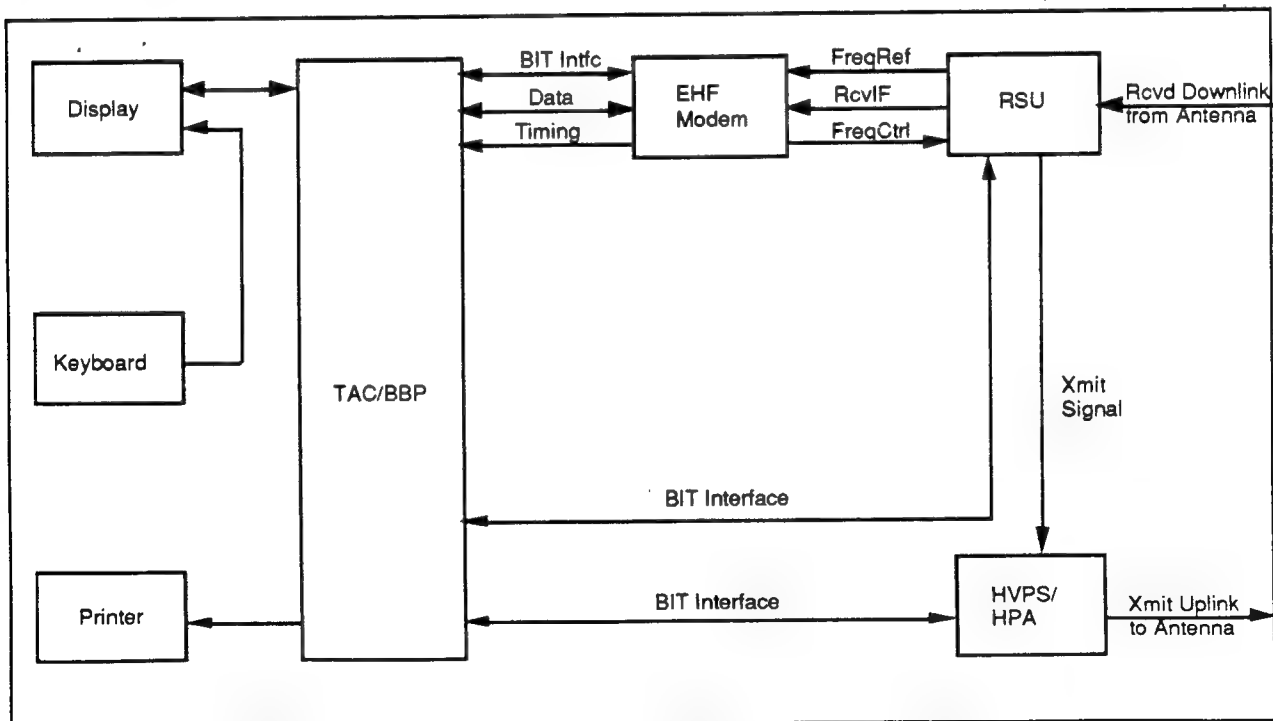 Display
Keyboard
Printer
TAC/BBP
BIT Intfc
Data
Timing
EHF
Modem
FreqRef
RcvIF
FreqCtrl
RSU
Rcvd Downlink
from Antenna
Xmit
Signal
BIT Interface
BIT Interface
HVPS/
HPA
Xmit Uplink
to Antenna